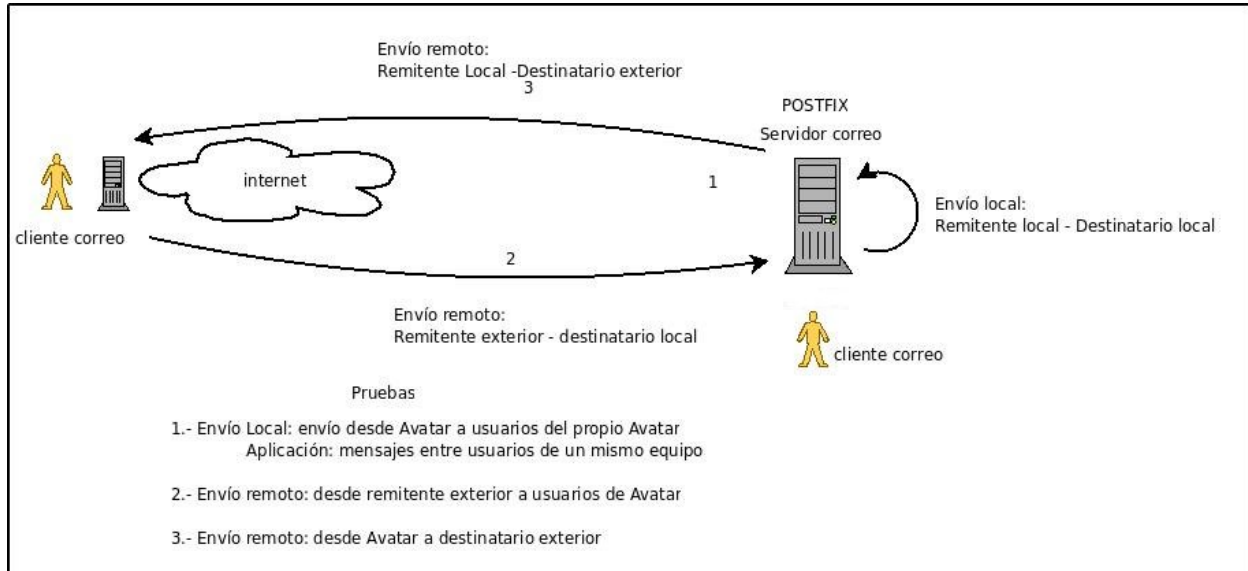 Envío remoto:
Remitente Local -Destinatario exterior
3
POSTFIX
Servidor correo
internet
1
Envío local:
Remitente local - Destinatario local
cliente correo
2
Envío remoto:
Remitente exterior - destinatario local
cliente correo
Pruebas
1.- Envío Local: envío desde Avatar a usuarios del propio Avatar
Aplicación: mensajes entre usuarios de un mismo equipo
2.- Envío remoto: desde remitente exterior a usuarios de Avatar
3.- Envío remoto: desde Avatar a destinatario exterior